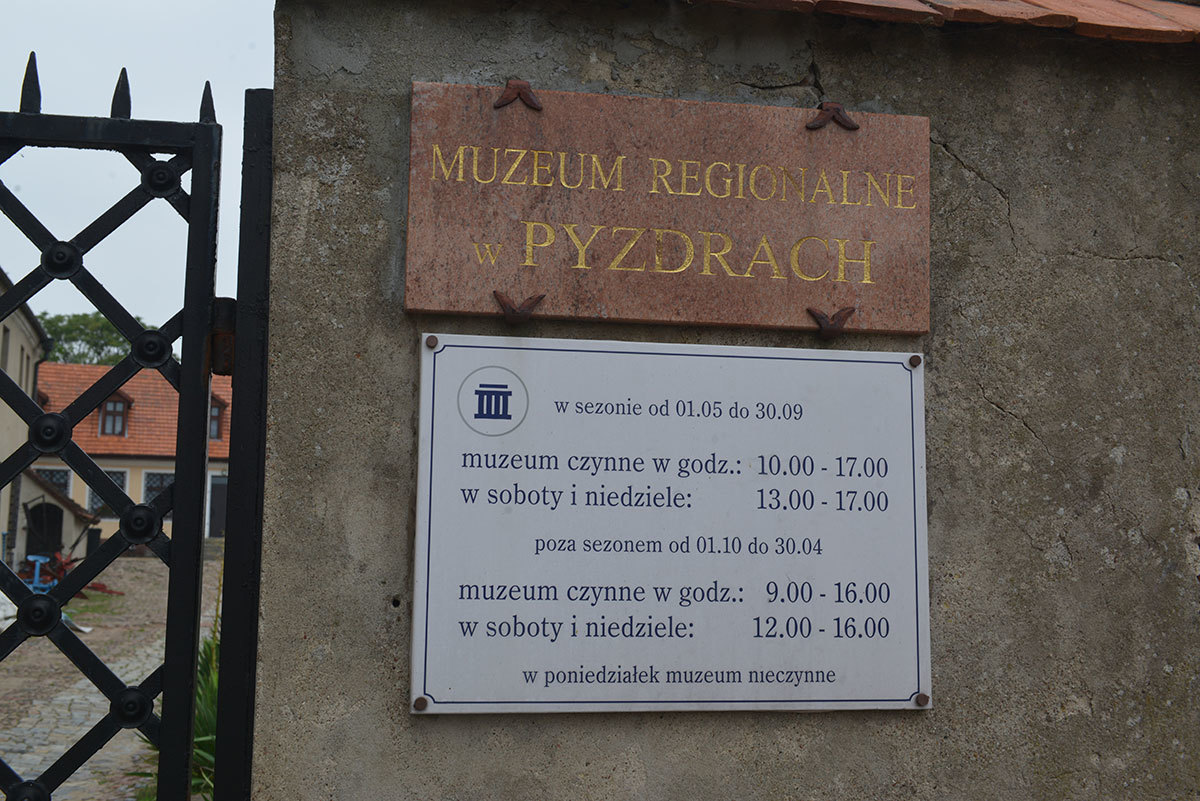 MUZEUM REGIONALNE
w PYZDRACH
w sezonie od 01.05 do 30.09
muzeum czynne w godz.: 10.00 - 17.00
w soboty i niedziele: 13.00 - 17.00
poza sezonem od 01.10 do 30.04
muzeum czynne w godz.: 9.00 - 16.00
w soboty i niedziele: 12.00 - 16.00
w poniedziałek muzeum nieczynne